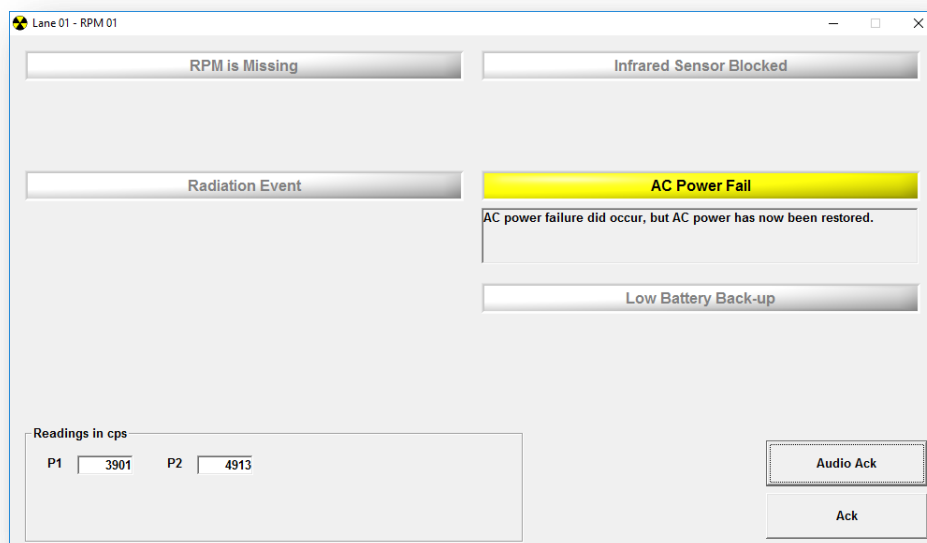 Lane 01 - RPM 01
RPM is Missing
Infrared Sensor Blocked
Radiation Event
AC Power Fail
AC power failure did occur, but AC power has now been restored.
Low Battery Back-up
Readings in cps
P1 3901 P2 4913
Audio Ack
Ack